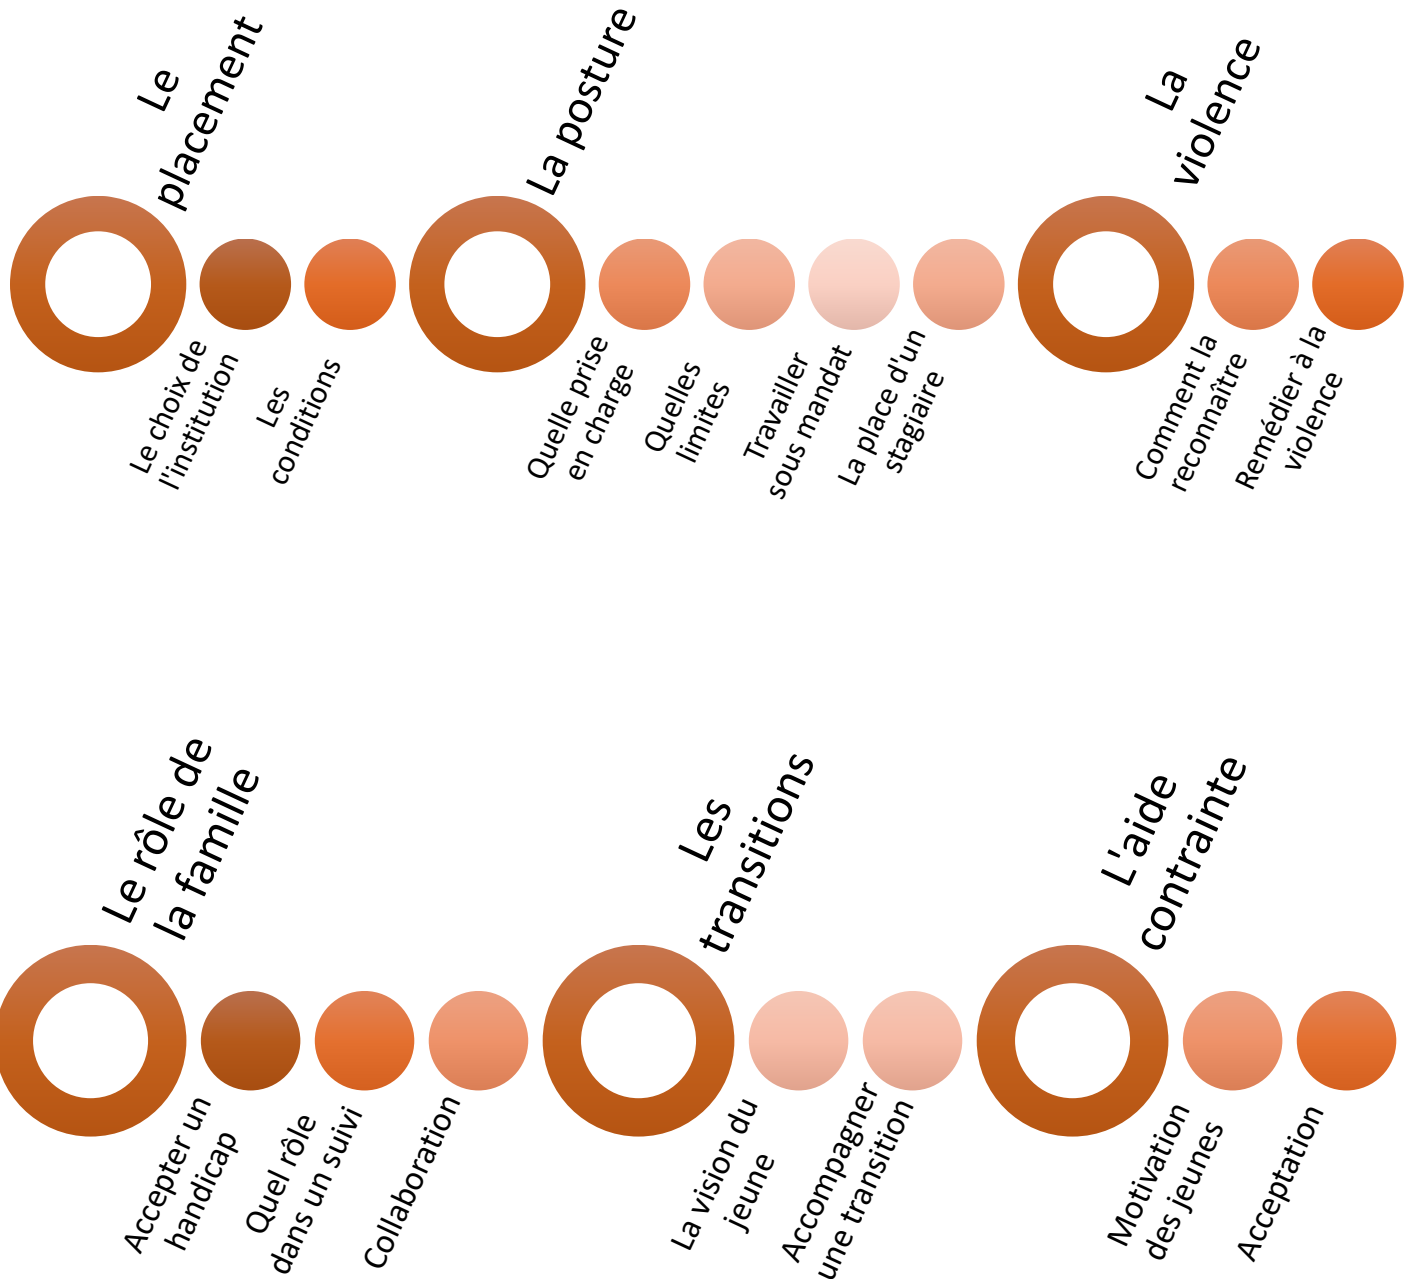 Le
placement
Le choix de
l'institution
Les
conditions
La posture
Quelle prise
en charge
Quelles
limites
Travailler
sous mandat
La place d'un
stagiaire
La
violence
Comment la
reconnaître
Remédier à la
violence
Le rôle de
la famille
Accepter un
handicap
Quel rôle
dans un suivi
Collaboration
Les
transitions
La vision du
jeune
Accompagner
une transition
L'aide
contrainte
Motivation
des jeunes
Acceptation